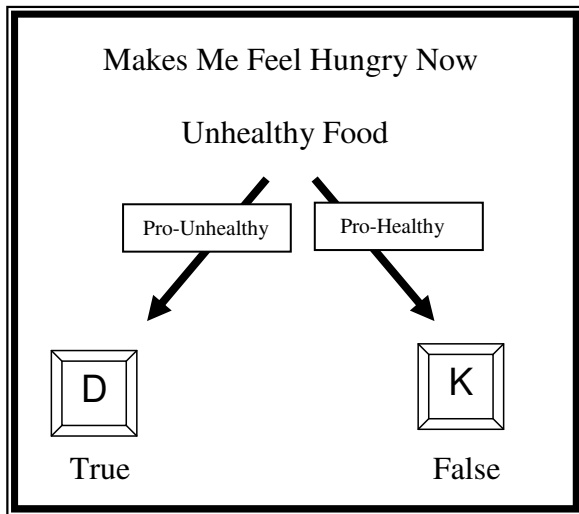 Makes Me Feel Hungry Now
Unhealthy Food
Pro-Unhealthy
Pro-Healthy
D
K
True
False